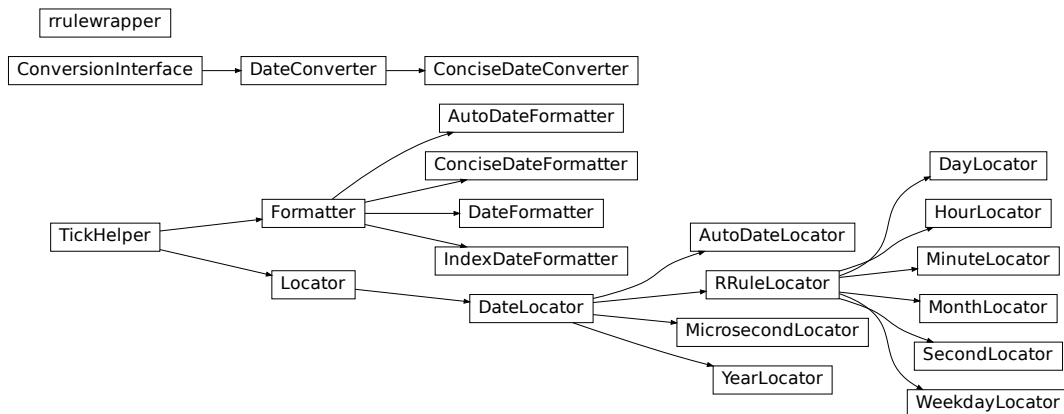 rrulewrapper
ConversionInterface
DateConverter
ConciseDateConverter
AutoDateFormatter
ConciseDateFormatter
DayLocator
Formatter
DateFormatter
HourLocator
TickHelper
AutoDateLocator
IndexDateFormatter
MinuteLocator
Locator
RRuleLocator
DateLocator
MonthLocator
MicrosecondLocator
SecondLocator
YearLocator
WeekdayLocator